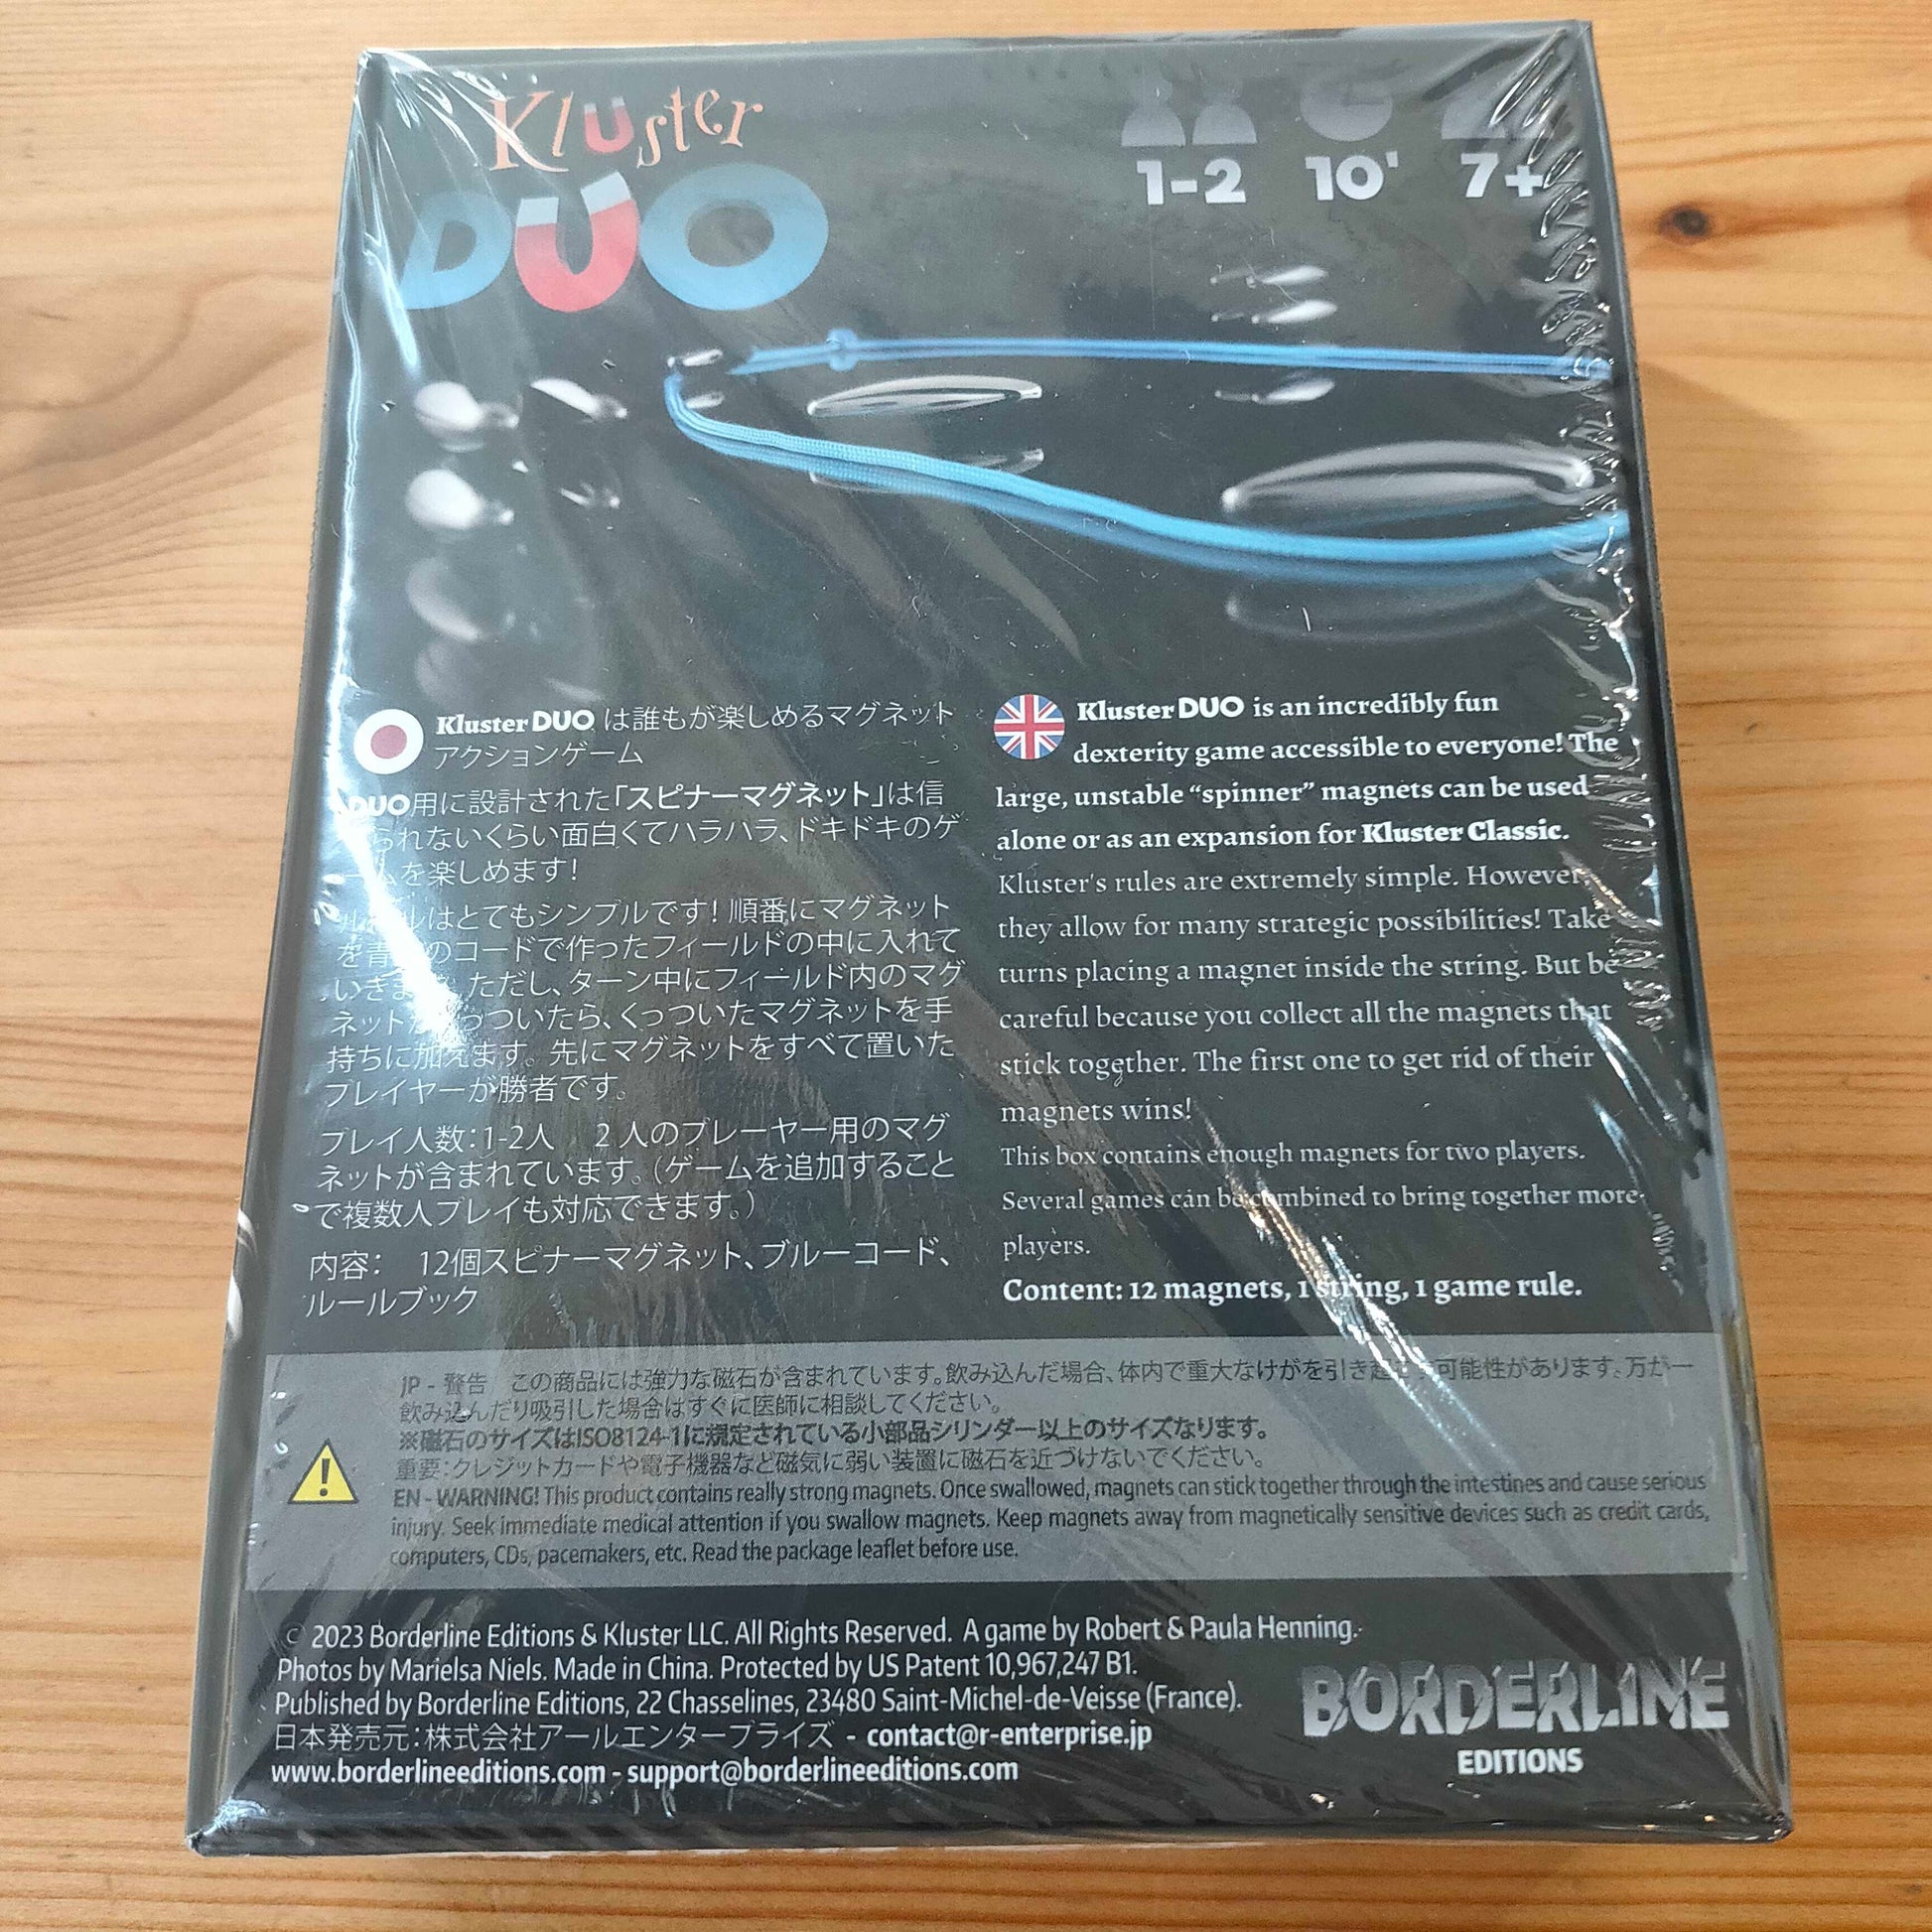 Kluster
DUO
1-2 10' 7+
Kluster DUO は誰もが楽しめるマグネット
アクションゲーム
DUO用に設計された「スピナーマグネット」は信
られないくらい面白くてハラハラ、ドキドキのゲ
ームを楽しめます!
ルールはとてもシンプルです! 順番にマグネット
を青 のコードで作ったフィールドの中に入れて
いきま ただし、ターン中にフィールド内のマグ
ネットが っついたら、くっついたマグネットを手
持ちに加えます。先にマグネットをすべて置いた
プレイヤーが勝者です。
プレイ人数:1-2人 2人のプレーヤー用のマグ
ネットが含まれています。(ゲームを追加すること
で複数人プレイも対応できます。)
内容: 12個スピナーマグネット、ブルーコード、
ルールブック
Kluster DUO is an incredibly fun
dexterity game accessible to everyone! The
large, unstable “spinner” magnets can be used
alone or as an expansion for Kluster Classic.
Kluster's rules are extremely simple. However,
they allow for many strategic possibilities! Take
turns placing a magnet inside the string. But be
careful because you collect all the magnets that
stick together. The first one to get rid of their
magnets wins!
This box contains enough magnets for two players.
Several games can be combined to bring together more
players.
Content: 12 magnets, 1 string, 1 game rule.
JP - 警告 この商品には強力な磁石が含まれています。飲み込んだ場合、体内で重大なけがを引き起こす可能性があります。万が一
飲み込んだり吸引した場合はすぐに医師に相談してください。
※磁石のサイズはISO8124-1に規定されている小部品シリンダー以上のサイズなります。
重要:クレジットカードや電子機器など磁気に弱い装置に磁石を近づけないでください。
EN - WARNING! This product contains really strong magnets. Once swallowed, magnets can stick together through the intestines and cause serious
injury. Seek immediate medical attention if you swallow magnets. Keep magnets away from magnetically sensitive devices such as credit cards,
computers, CDs, pacemakers, etc. Read the package leaflet before use.
© 2023 Borderline Editions & Kluster LLC. All Rights Reserved. A game by Robert & Paula Henning.
Photos by Marielsa Niels. Made in China. Protected by US Patent 10,967,247 B1.
Published by Borderline Editions, 22 Chasselines, 23480 Saint-Michel-de-Veisse (France).
日本発売元:株式会社アールエンタープライズ - contact@r-enterprise.jp
www.borderlineeditions.com - support@borderlineeditions.com
BORDERLINE
EDITIONS